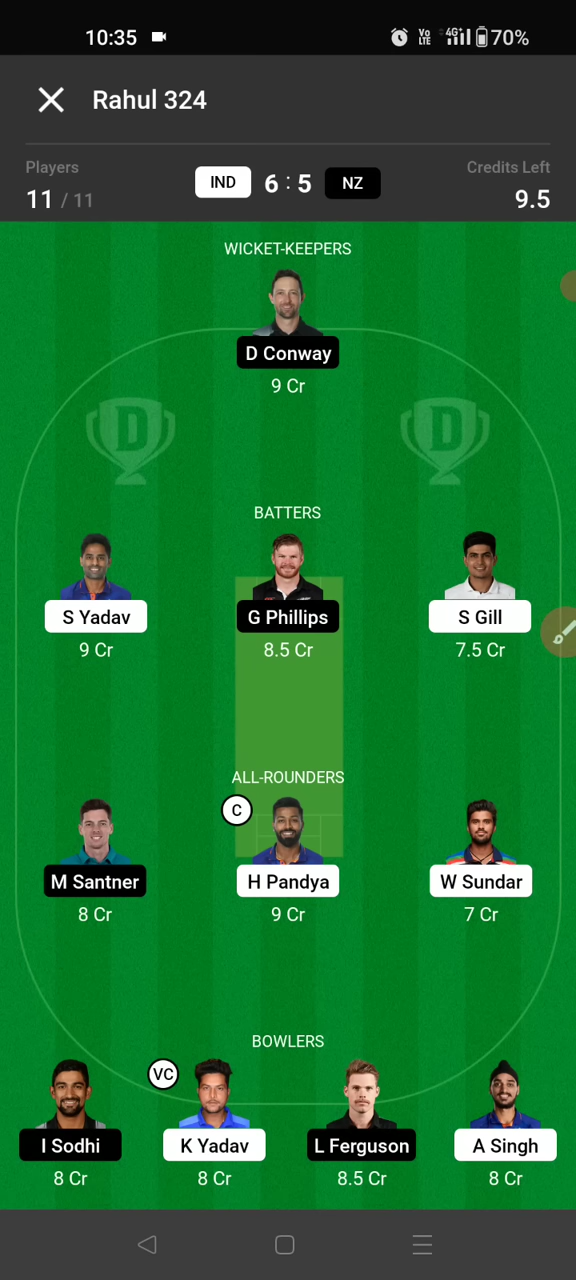 10:35 Vo LTE 4G+ 70%
Rahul 324
Players Credits Left
11 / 11 IND 6 : 5 NZ 9.5
WICKET-KEEPERS
D Conway
9 Cr
D D
BATTERS
S Yadav G Phillips S Gill
9 Cr 8.5 Cr 7.5 Cr
ALL-ROUNDERS
C
M Santner H Pandya W Sundar
8 Cr 9 Cr 7 Cr
BOWLERS
VC
I Sodhi K Yadav L Ferguson A Singh
8 Cr 8 Cr 8.5 Cr 8 Cr